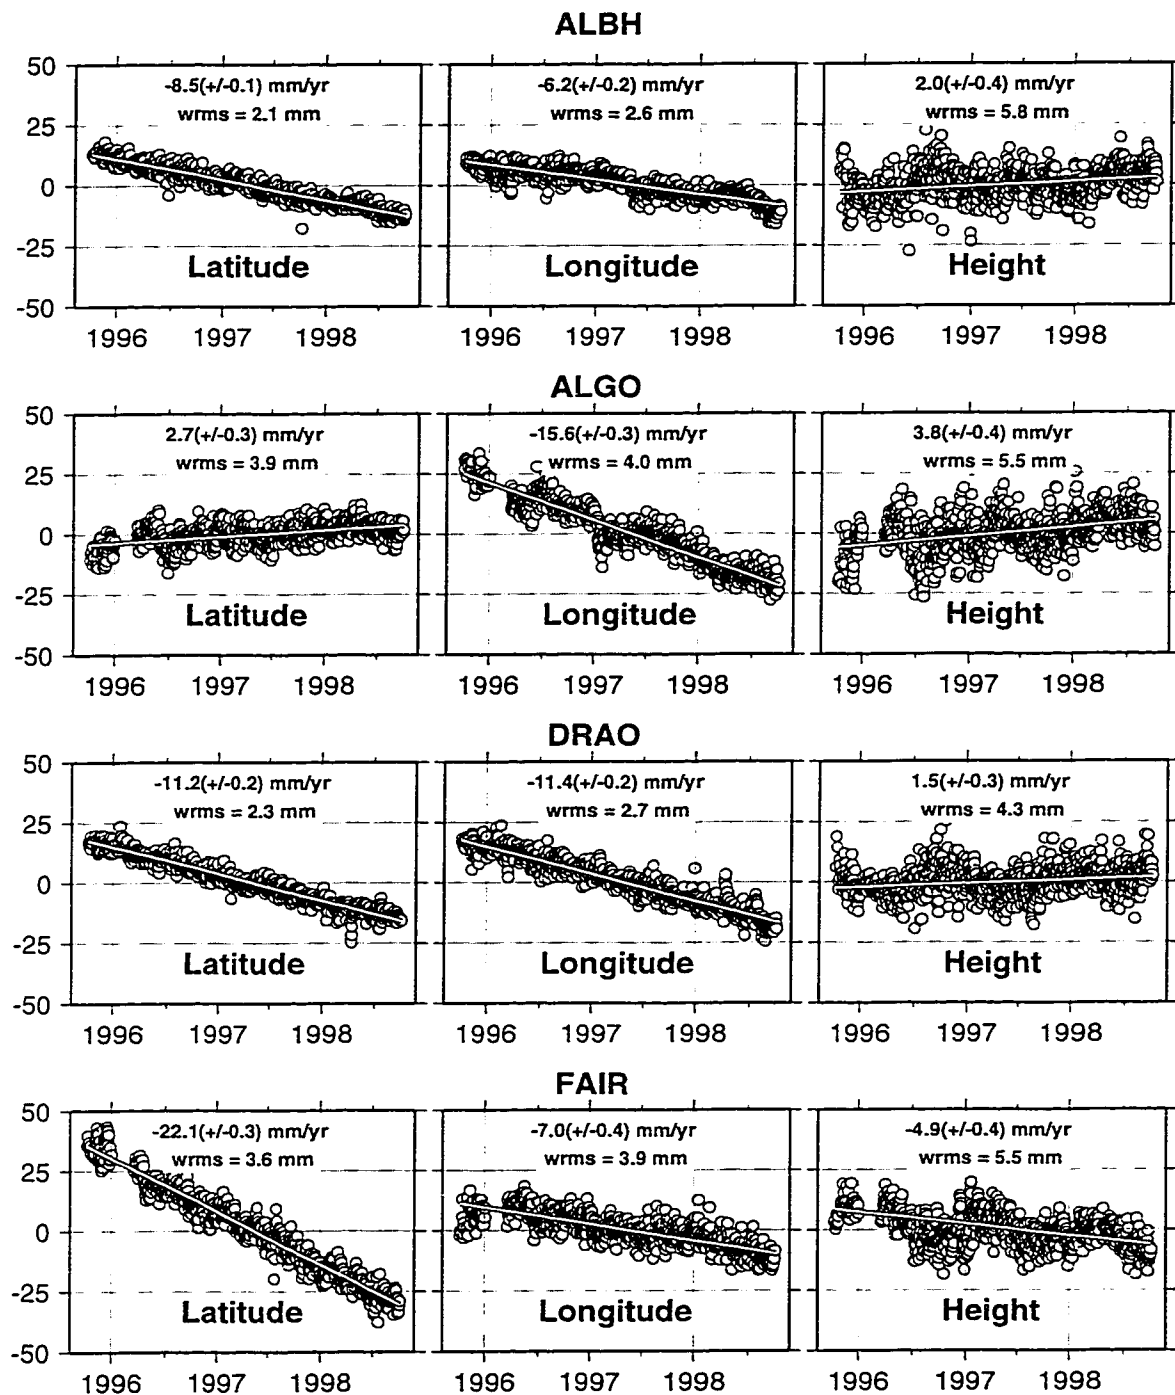 ALBH
50
25
0
-25
-50
-8.5(+/-0.1) mm/yr
wrms = 2.1 mm
Latitude
1996 1997 1998
-6.2(+/-0.2) mm/yr
wrms = 2.6 mm
Longitude
1996 1997 1998
2.0(+/-0.4) mm/yr
wrms = 5.8 mm
Height
1996 1997 1998
ALGO
50
25
0
-25
-50
2.7(+/-0.3) mm/yr
wrms = 3.9 mm
Latitude
1996 1997 1998
-15.6(+/-0.3) mm/yr
wrms = 4.0 mm
Longitude
1996 1997 1998
3.8(+/-0.4) mm/yr
wrms = 5.5 mm
Height
1996 1997 1998
DRAO
50
25
0
-25
-50
-11.2(+/-0.2) mm/yr
wrms = 2.3 mm
Latitude
1996 1997 1998
-11.4(+/-0.2) mm/yr
wrms = 2.7 mm
Longitude
1996 1997 1998
1.5(+/-0.3) mm/yr
wrms = 4.3 mm
Height
1996 1997 1998
FAIR
50
25
0
-25
-50
-22.1(+/-0.3) mm/yr
wrms = 3.6 mm
Latitude
1996 1997 1998
-7.0(+/-0.4) mm/yr
wrms = 3.9 mm
Longitude
1996 1997 1998
-4.9(+/-0.4) mm/yr
wrms = 5.5 mm
Height
1996 1997 1998